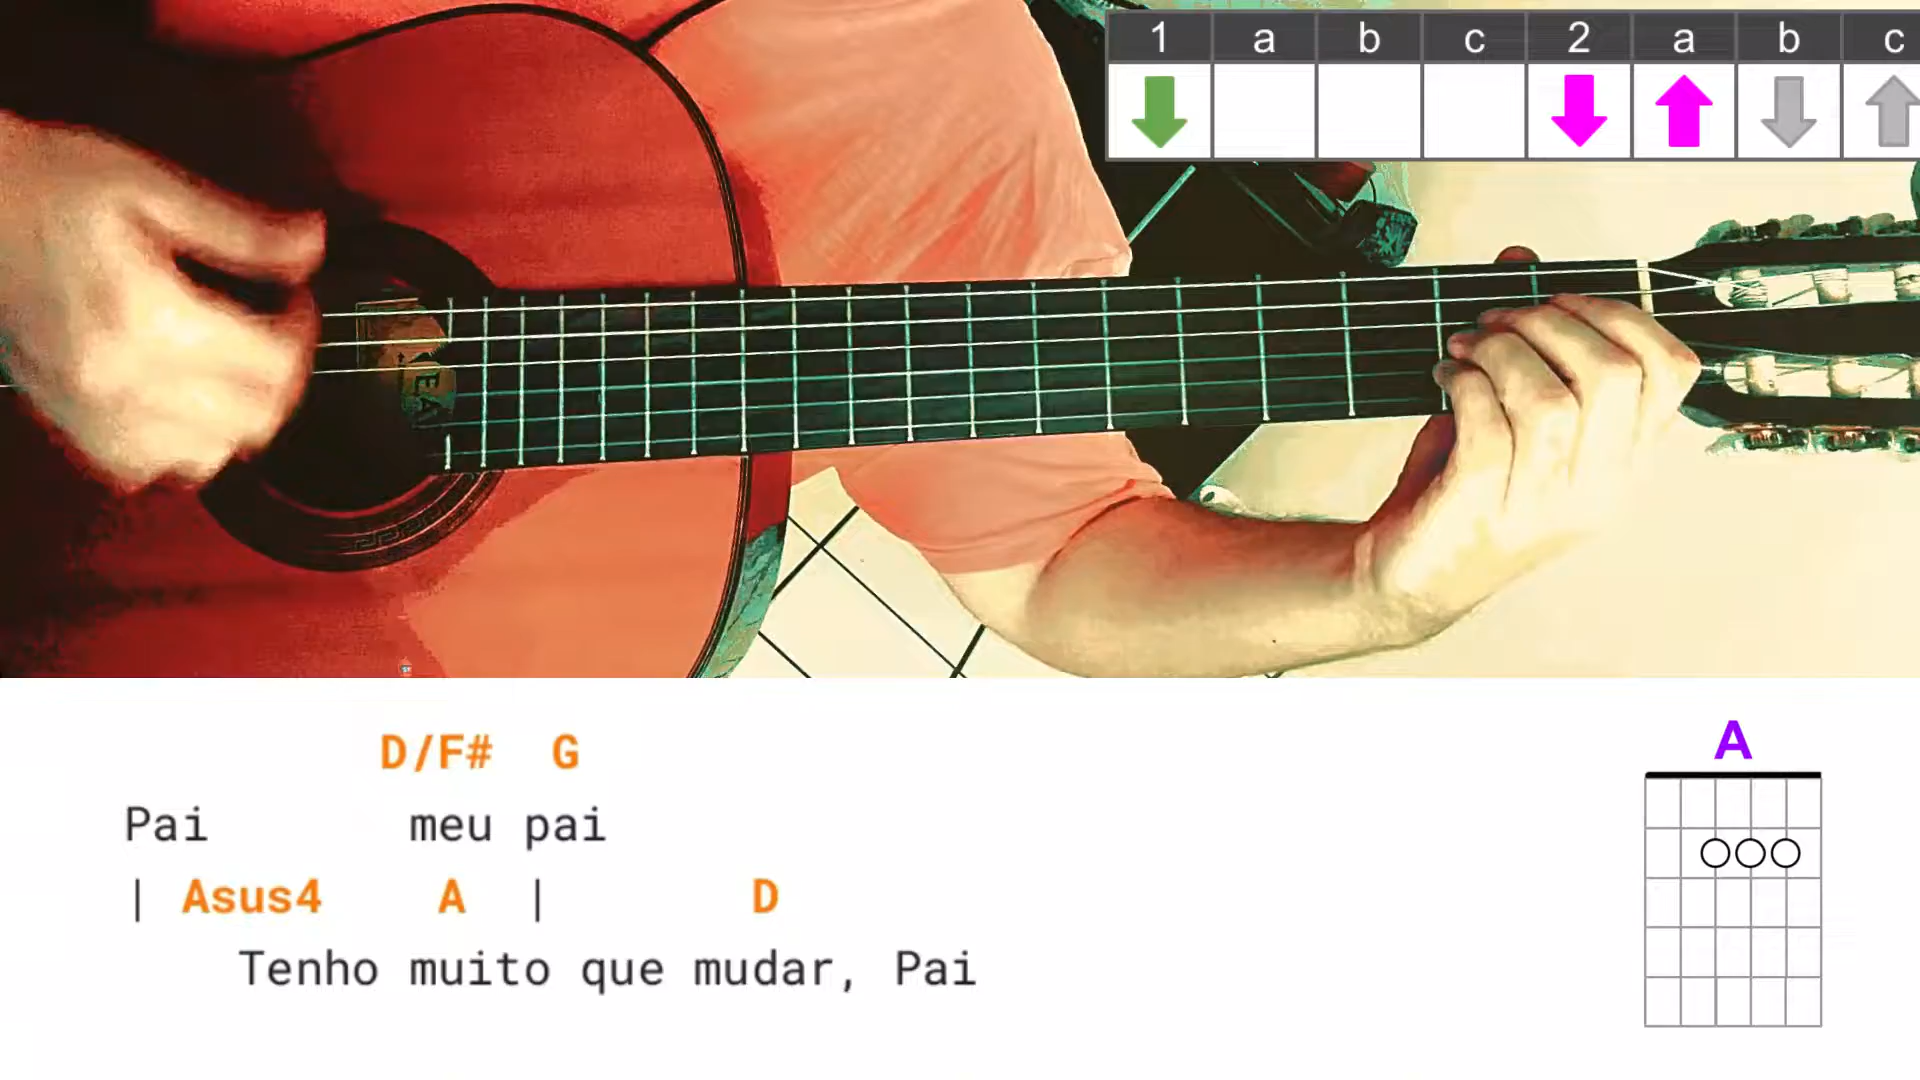 1 a b c 2 a b c
D/F# G
Pai meu pai
| Asus4 A | D
Tenho muito que mudar, Pai
A